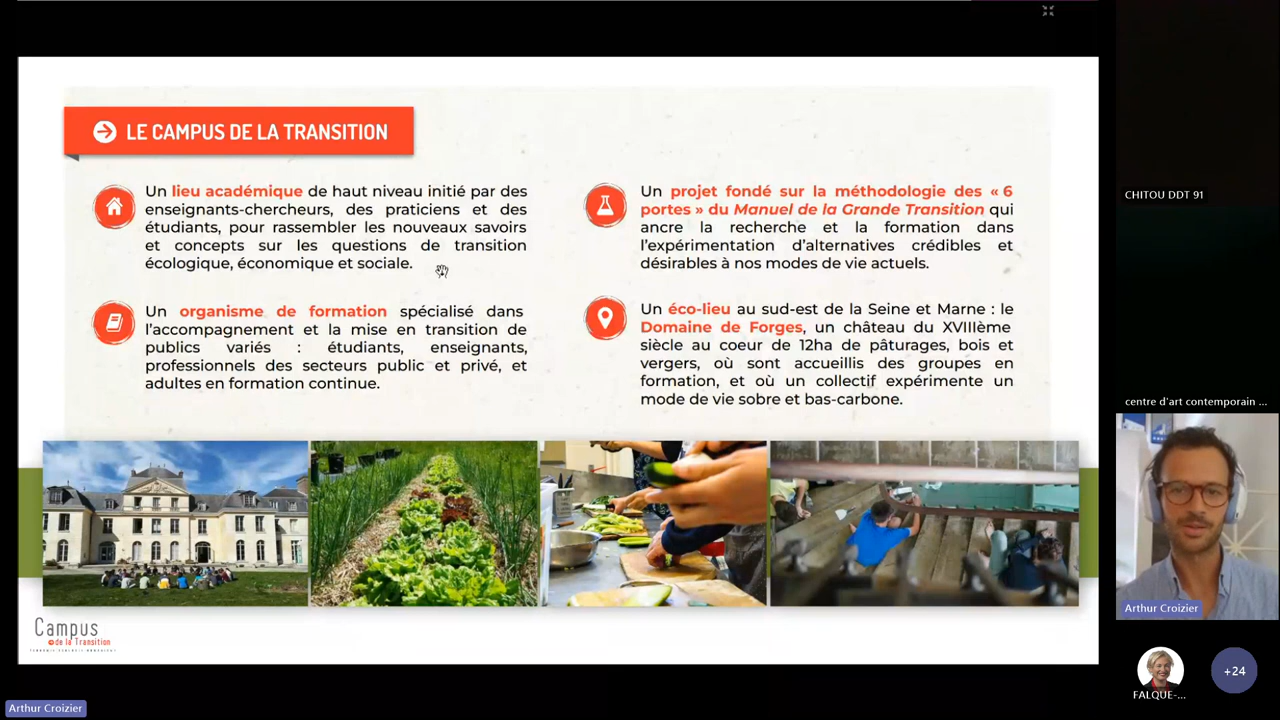 LE CAMPUS DE LA TRANSITION
Un lieu académique de haut niveau initié par des
enseignants-chercheurs, des praticiens et des
étudiants, pour rassembler les nouveaux savoirs
et concepts sur les questions de transition
écologique, économique et sociale.
Un organisme de formation spécialisé dans
l'accompagnement et la mise en transition de
publics variés : étudiants, enseignants,
professionnels des secteurs public et privé, et
adultes en formation continue.
Un projet fondé sur la méthodologie des « 6
portes » du Manuel de la Grande Transition qui
ancre la recherche et la formation dans
l'expérimentation d'alternatives crédibles et
désirables à nos modes de vie actuels.
Un éco-lieu au sud-est de la Seine et Marne : le
Domaine de Forges, un château du XVIIIème
siècle au coeur de 12ha de pâturages, bois et
vergers, où sont accueillis des groupes en
formation, et où un collectif expérimente un
mode de vie sobre et bas-carbone.
Campus
de la Transition
CHITOU DDT 91
centre d'art contemporain ...
Arthur Croizier
FALQUE-...
+24
Arthur Croizier